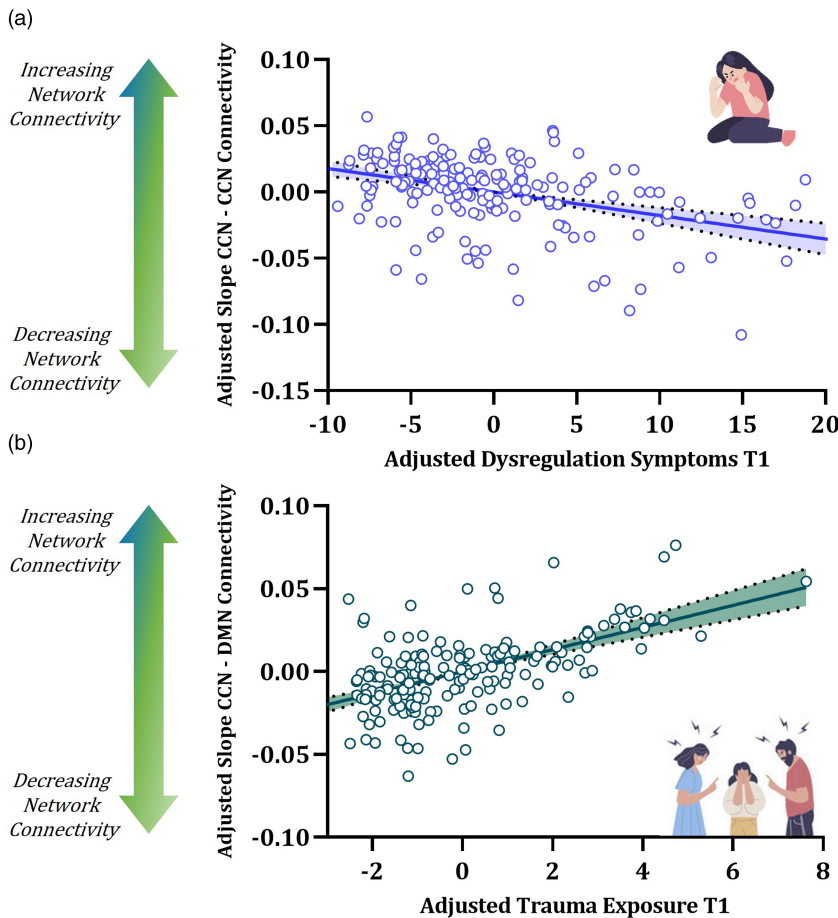 (a)
Increasing
Network
Connectivity
Decreasing
Network
Connectivity
Adjusted Slope CCN - CCN Connectivity
0.10
0.05
0.00
-0.05
-0.10
-0.15
-10 -5 0 5 10 15 20
Adjusted Dysregulation Symptoms T1
(b)
Increasing
Network
Connectivity
Decreasing
Network
Connectivity
Adjusted Slope CCN - DMN Connectivity
0.10
0.05
0.00
-0.05
-0.10
-2 0 2 4 6 8
Adjusted Trauma Exposure T1